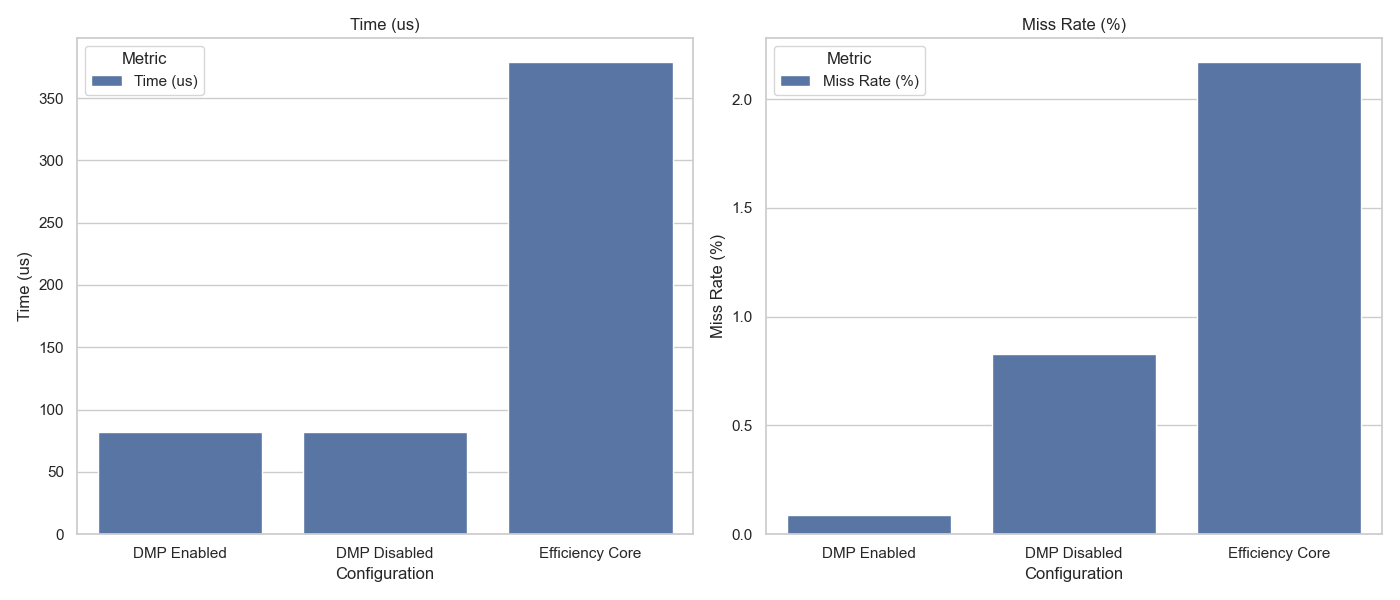 Time (us)
Metric
Time (us)
Time (us)
350
300
250
200
150
100
50
0
DMP Enabled
DMP Disabled
Efficiency Core
Configuration
Miss Rate (%)
Metric
Miss Rate (%)
Miss Rate (%)
2.0
1.5
1.0
0.5
0.0
DMP Enabled
DMP Disabled
Efficiency Core
Configuration